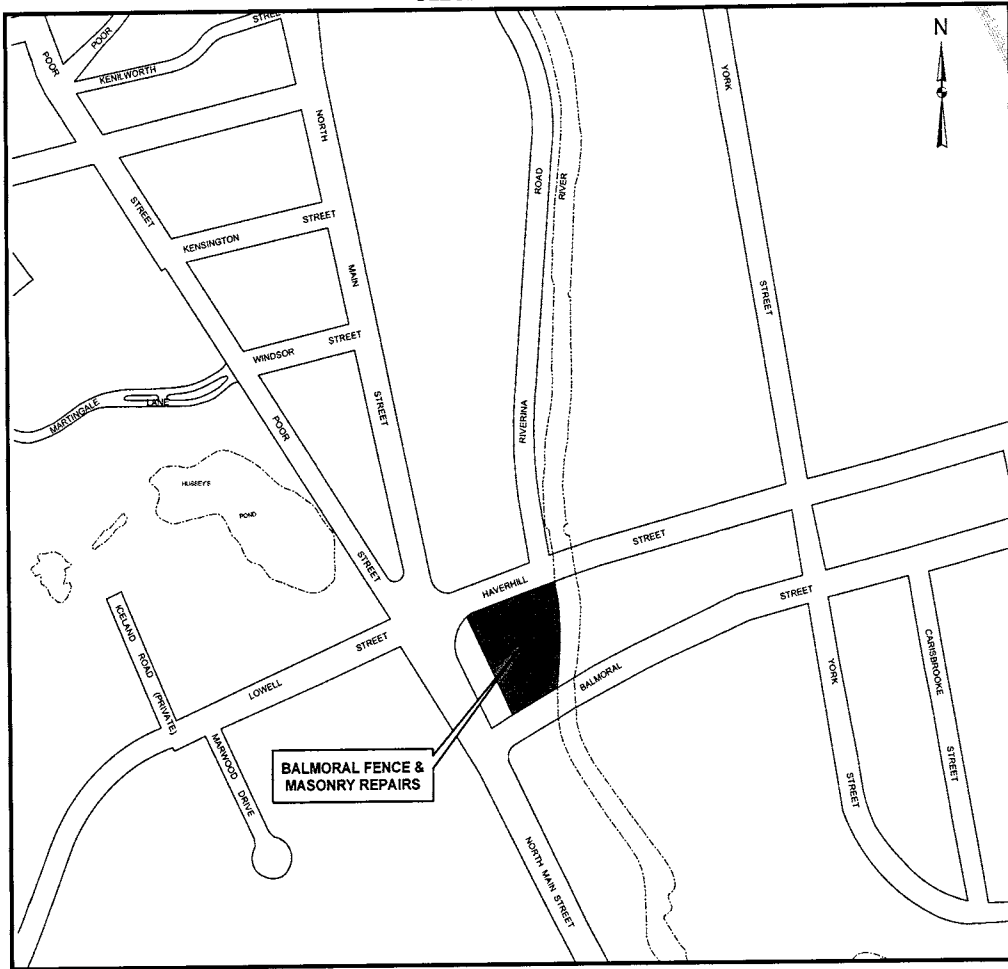 POOR
POOR
STREET
KENILWORTH
N
YORK
NORTH
ROAD
RIVER
STREET
STREET
KENSINGTON
MAIN
STREET
STREET
WINDSOR
MARTINGALE
LANE
STREET
POOR
RIVERINA
HUSSEY'S
POND
STREET
STREET
HAVERHILL
STREET
ICELAND ROAD (PRIVATE)
STREET
LOWELL
BALMORAL
YORK
CARISBROOKE
MARWOOD DRIVE
BALMORAL FENCE &
MASONRY REPAIRS
STREET
STREET
NORTH MAIN STREET